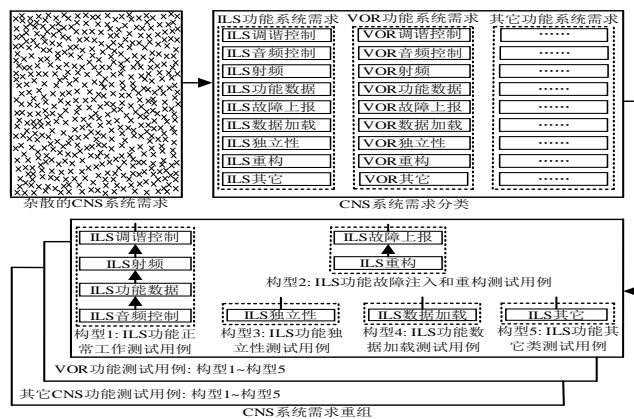 ILS功能系统需求
ILS调谐控制
ILS音频控制
ILS射频
ILS功能数据
ILS故障上报
ILS数据加载
ILS独立性
ILS重构
ILS其它
VOR功能系统需求
VOR调谐控制
VOR音频控制
VOR射频
VOR功能数据
VOR故障上报
VOR数据加载
VOR独立性
VOR重构
VOR其它
其它功能系统需求
······
······
······
······
······
······
······
······
······
杂散的CNS系统需求
CNS系统需求分类
ILS调谐控制
ILS射频
ILS功能数据
ILS音频控制
构型1: ILS功能正
常工作测试用例
ILS故障上报
ILS重构
构型2: ILS功能故障注入和重构测试用例
ILS独立性
构型3: ILS功能独
立性测试用例
ILS数据加载
构型4: ILS功能数
据加载测试用例
ILS其它
构型5: ILS功能其
它类测试用例
VOR功能测试用例: 构型1~构型5
其它CNS功能测试用例: 构型1~构型5
CNS系统需求重组